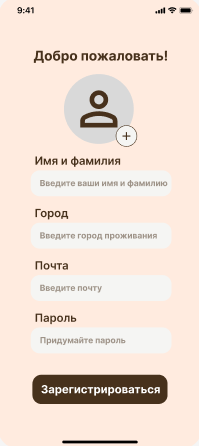 9:41
Добро пожаловать!
Имя и фамилия
Введите ваши имя и фамилию
Город
Введите город проживания
Почта
Введите почту
Пароль
Придумайте пароль
Зарегистрироваться